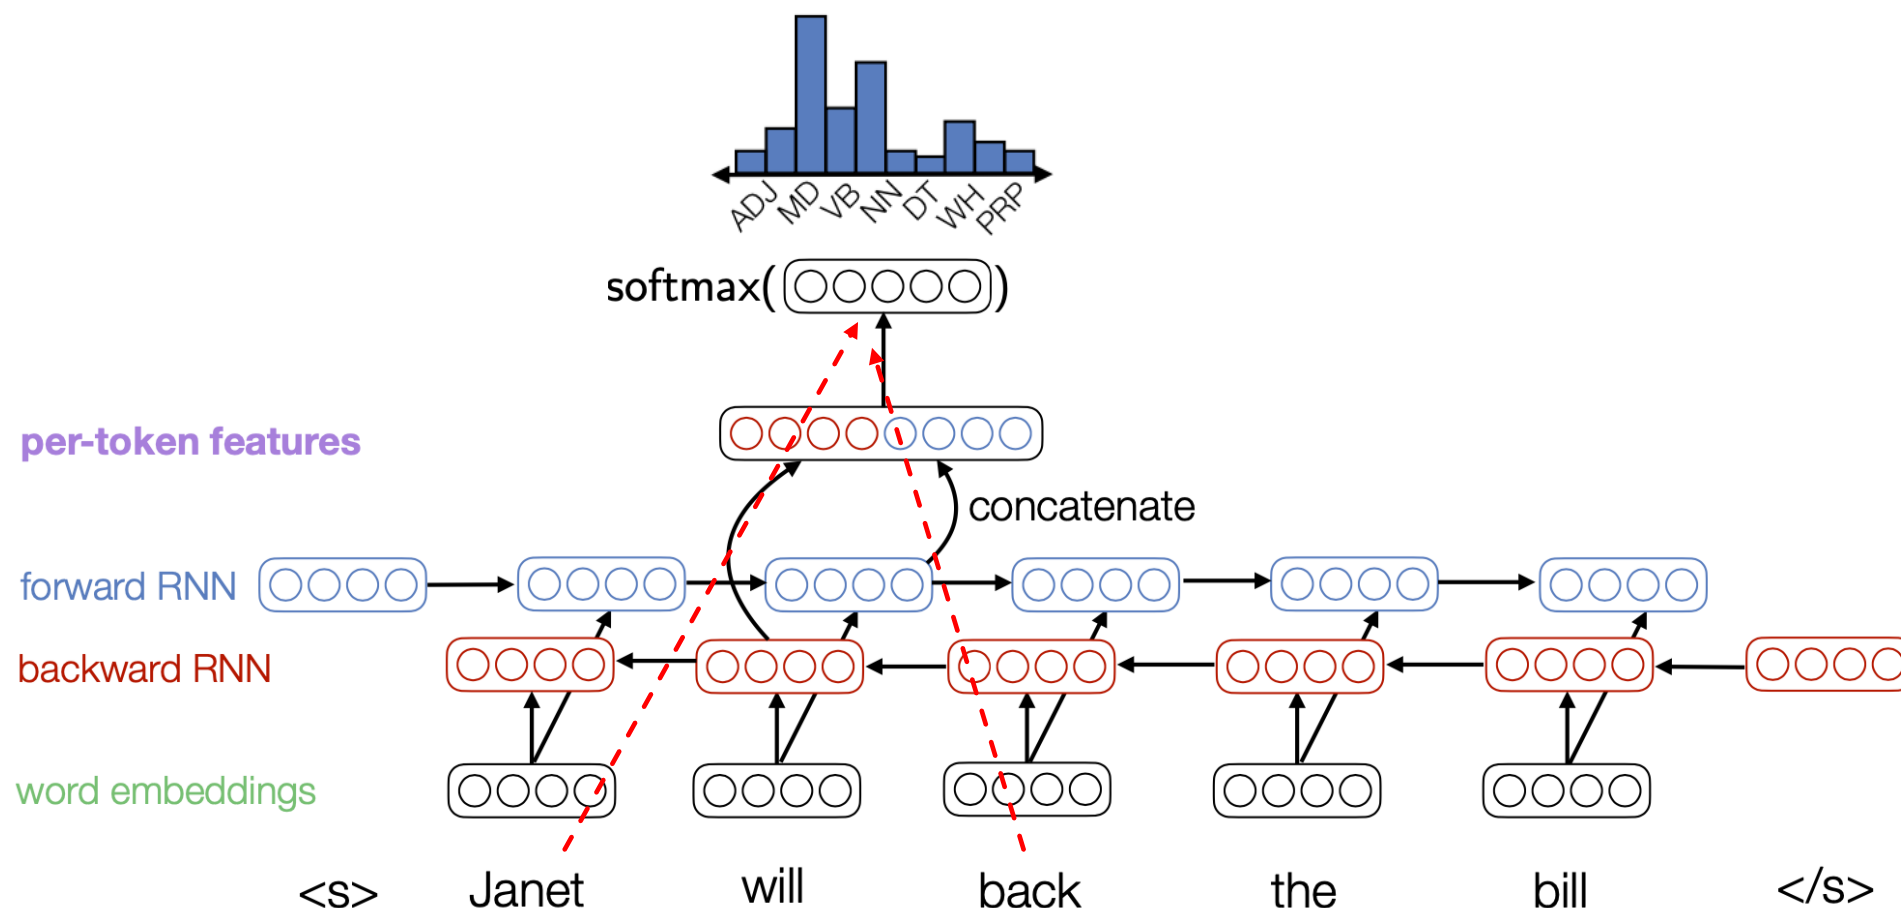 ADJ MD VB NN DT WH PRP
softmax( )
per-token features
concatenate
forward RNN
backward RNN
word embeddings
<s> Janet will back the bill </s>